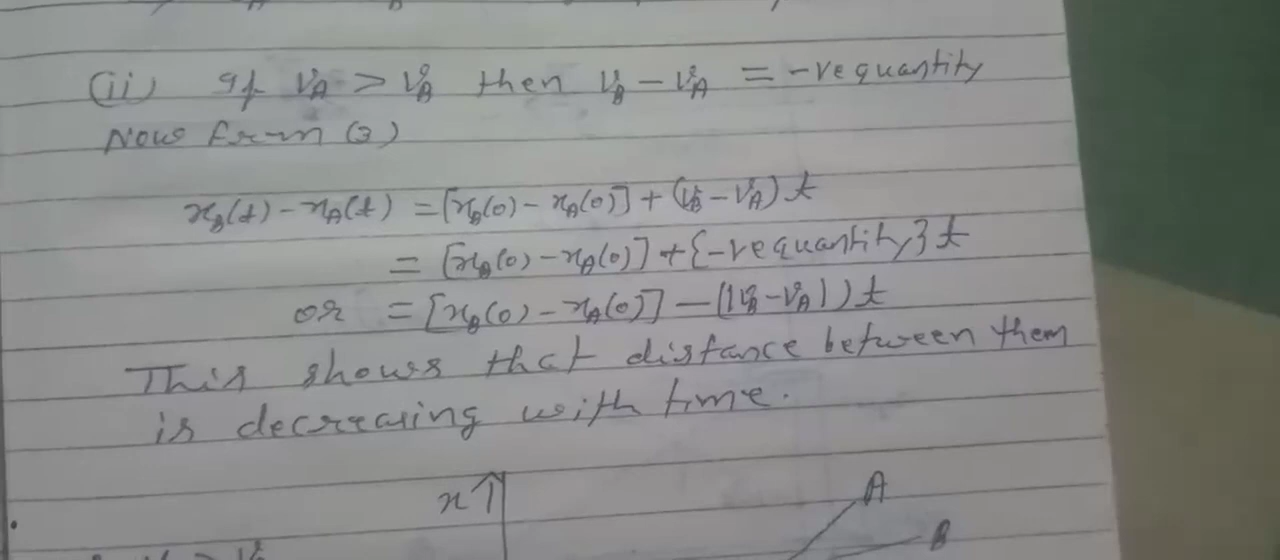 (ii) If VA > VB then VB - VA = -ve quantity
Now from (3)
xB(t) - xA(t) = [xB(0) - xA(0)] + (VB - VA) t
= [xB(0) - xA(0)] + {-ve quantity} t
or = [xB(0) - xA(0)] - (|VB - VA|) t
This shows that distance between them
is decreasing with time.
x↑
A
B